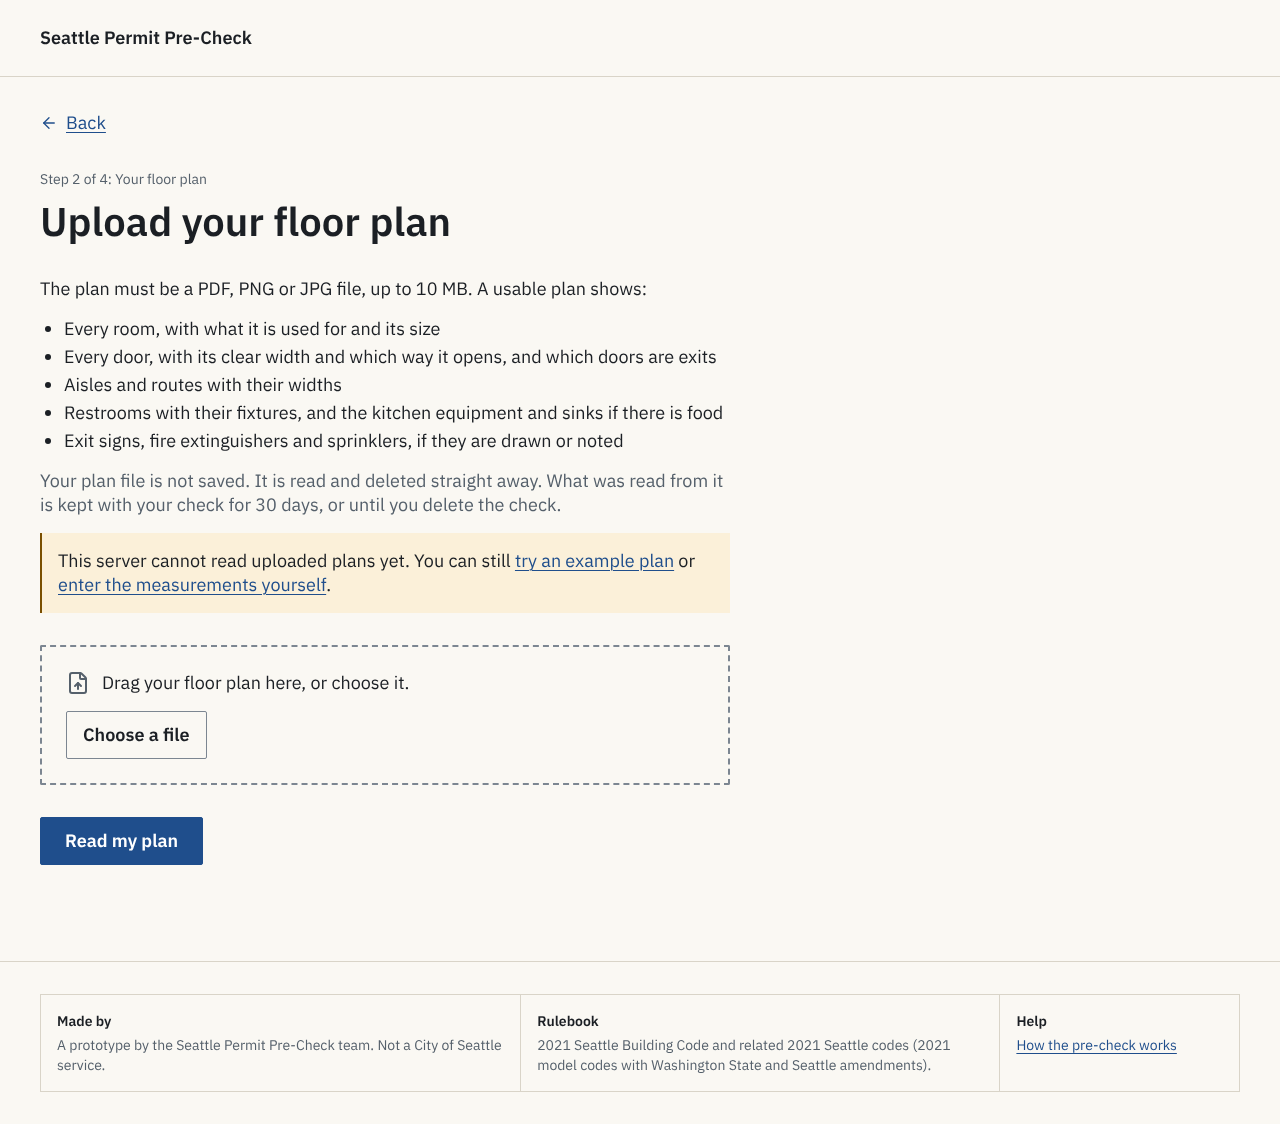 Seattle Permit Pre-Check
Back
Step 2 of 4: Your floor plan
Upload your floor plan
The plan must be a PDF, PNG or JPG file, up to 10 MB. A usable plan shows:
Every room, with what it is used for and its size
Every door, with its clear width and which way it opens, and which doors are exits
Aisles and routes with their widths
Restrooms with their fixtures, and the kitchen equipment and sinks if there is food
Exit signs, fire extinguishers and sprinklers, if they are drawn or noted
Your plan file is not saved. It is read and deleted straight away. What was read from it
is kept with your check for 30 days, or until you delete the check.
This server cannot read uploaded plans yet. You can still try an example plan or
enter the measurements yourself.
Drag your floor plan here, or choose it.
Choose a file
Read my plan
Made by
A prototype by the Seattle Permit Pre-Check team. Not a City of Seattle
service.
Rulebook
2021 Seattle Building Code and related 2021 Seattle codes (2021
model codes with Washington State and Seattle amendments).
Help
How the pre-check works